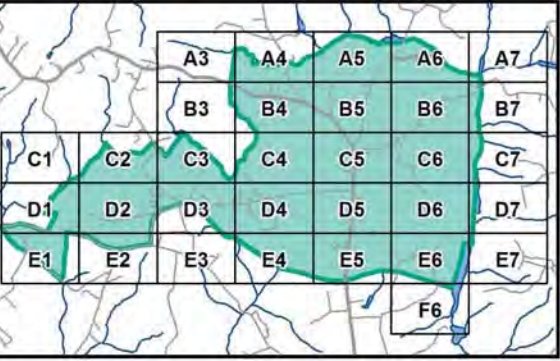 A3 A4 A5 A6 A7
B3 B4 B5 B6 B7
C1 C2 C3 C4 C5 C6 C7
D1 D2 D3 D4 D5 D6 D7
E1 E2 E3 E4 E5 E6 E7
F6